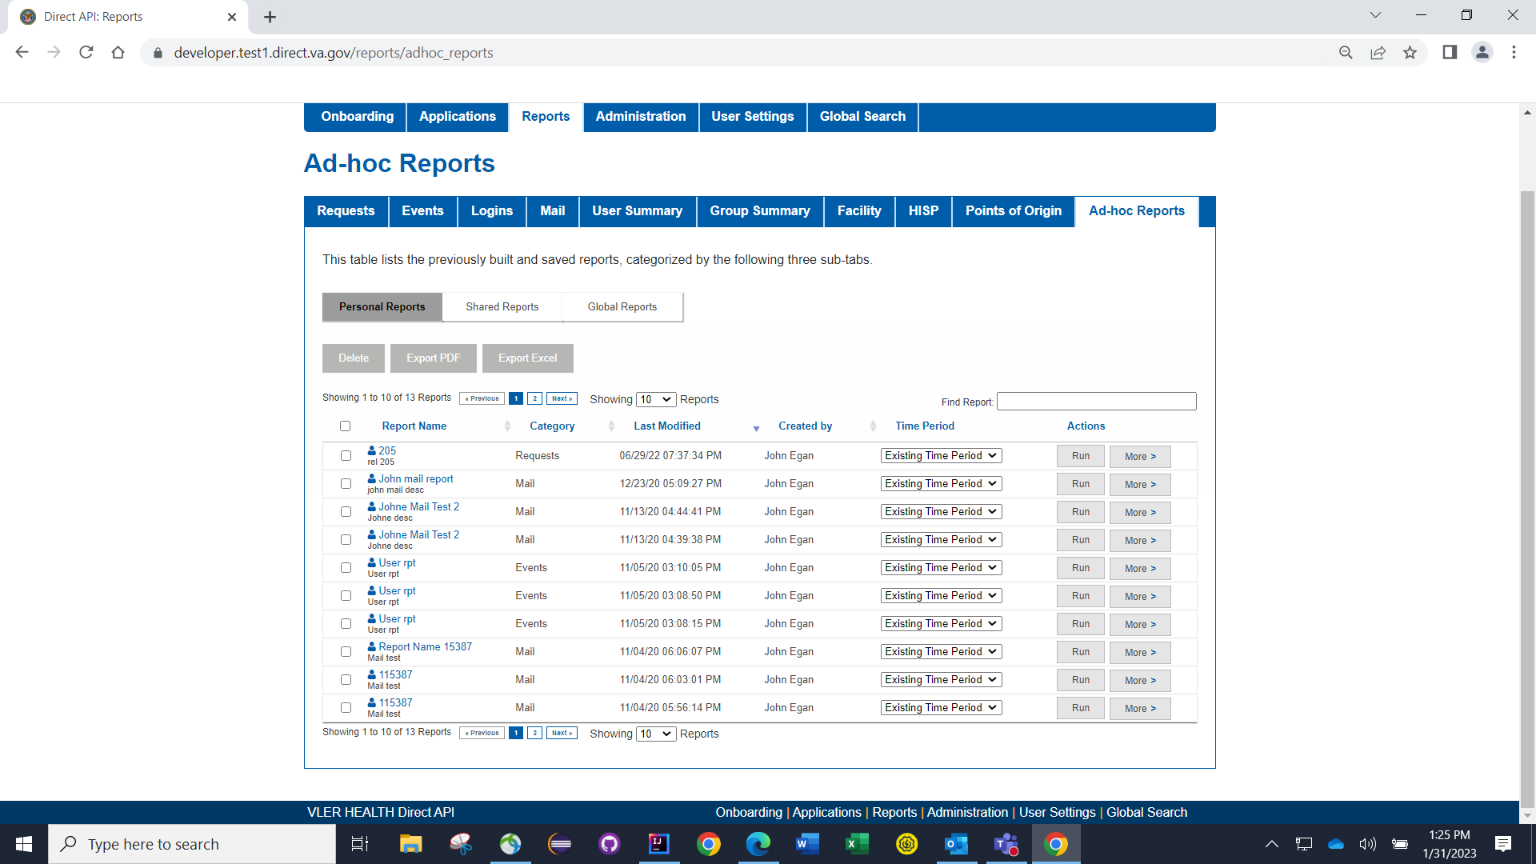 Direct API: Reports
developer.test1.direct.va.gov/reports/adhoc_reports
Onboarding Applications Reports Administration User Settings Global Search
Ad-hoc Reports
Requests Events Logins Mail User Summary Group Summary Facility HISP Points of Origin Ad-hoc Reports
This table lists the previously built and saved reports, categorized by the following three sub-tabs.
Personal Reports Shared Reports Global Reports
Delete Export PDF Export Excel
Showing 1 to 10 of 13 Reports « Previous 1 2 Next » Showing 10 Reports Find Report:
Report Name Category Last Modified Created by Time Period Actions
205 Requests 06/29/22 07:37:34 PM John Egan Existing Time Period Run More >
rel 205
John mail report Mail 12/23/20 05:09:27 PM John Egan Existing Time Period Run More >
john mail desc
Johne Mail Test 2 Mail 11/13/20 04:44:41 PM John Egan Existing Time Period Run More >
Johne desc
Johne Mail Test 2 Mail 11/13/20 04:39:38 PM John Egan Existing Time Period Run More >
Johne desc
User rpt Events 11/05/20 03:10:05 PM John Egan Existing Time Period Run More >
User rpt
User rpt Events 11/05/20 03:08:50 PM John Egan Existing Time Period Run More >
User rpt
User rpt Events 11/05/20 03:08:15 PM John Egan Existing Time Period Run More >
User rpt
Report Name 15387 Mail 11/04/20 06:06:07 PM John Egan Existing Time Period Run More >
Mail test
115387 Mail 11/04/20 06:03:01 PM John Egan Existing Time Period Run More >
Mail test
115387 Mail 11/04/20 05:56:14 PM John Egan Existing Time Period Run More >
Mail test
Showing 1 to 10 of 13 Reports « Previous 1 2 Next » Showing 10 Reports
VLER HEALTH Direct API Onboarding | Applications | Reports | Administration | User Settings | Global Search
Type here to search
1:25 PM
1/31/2023